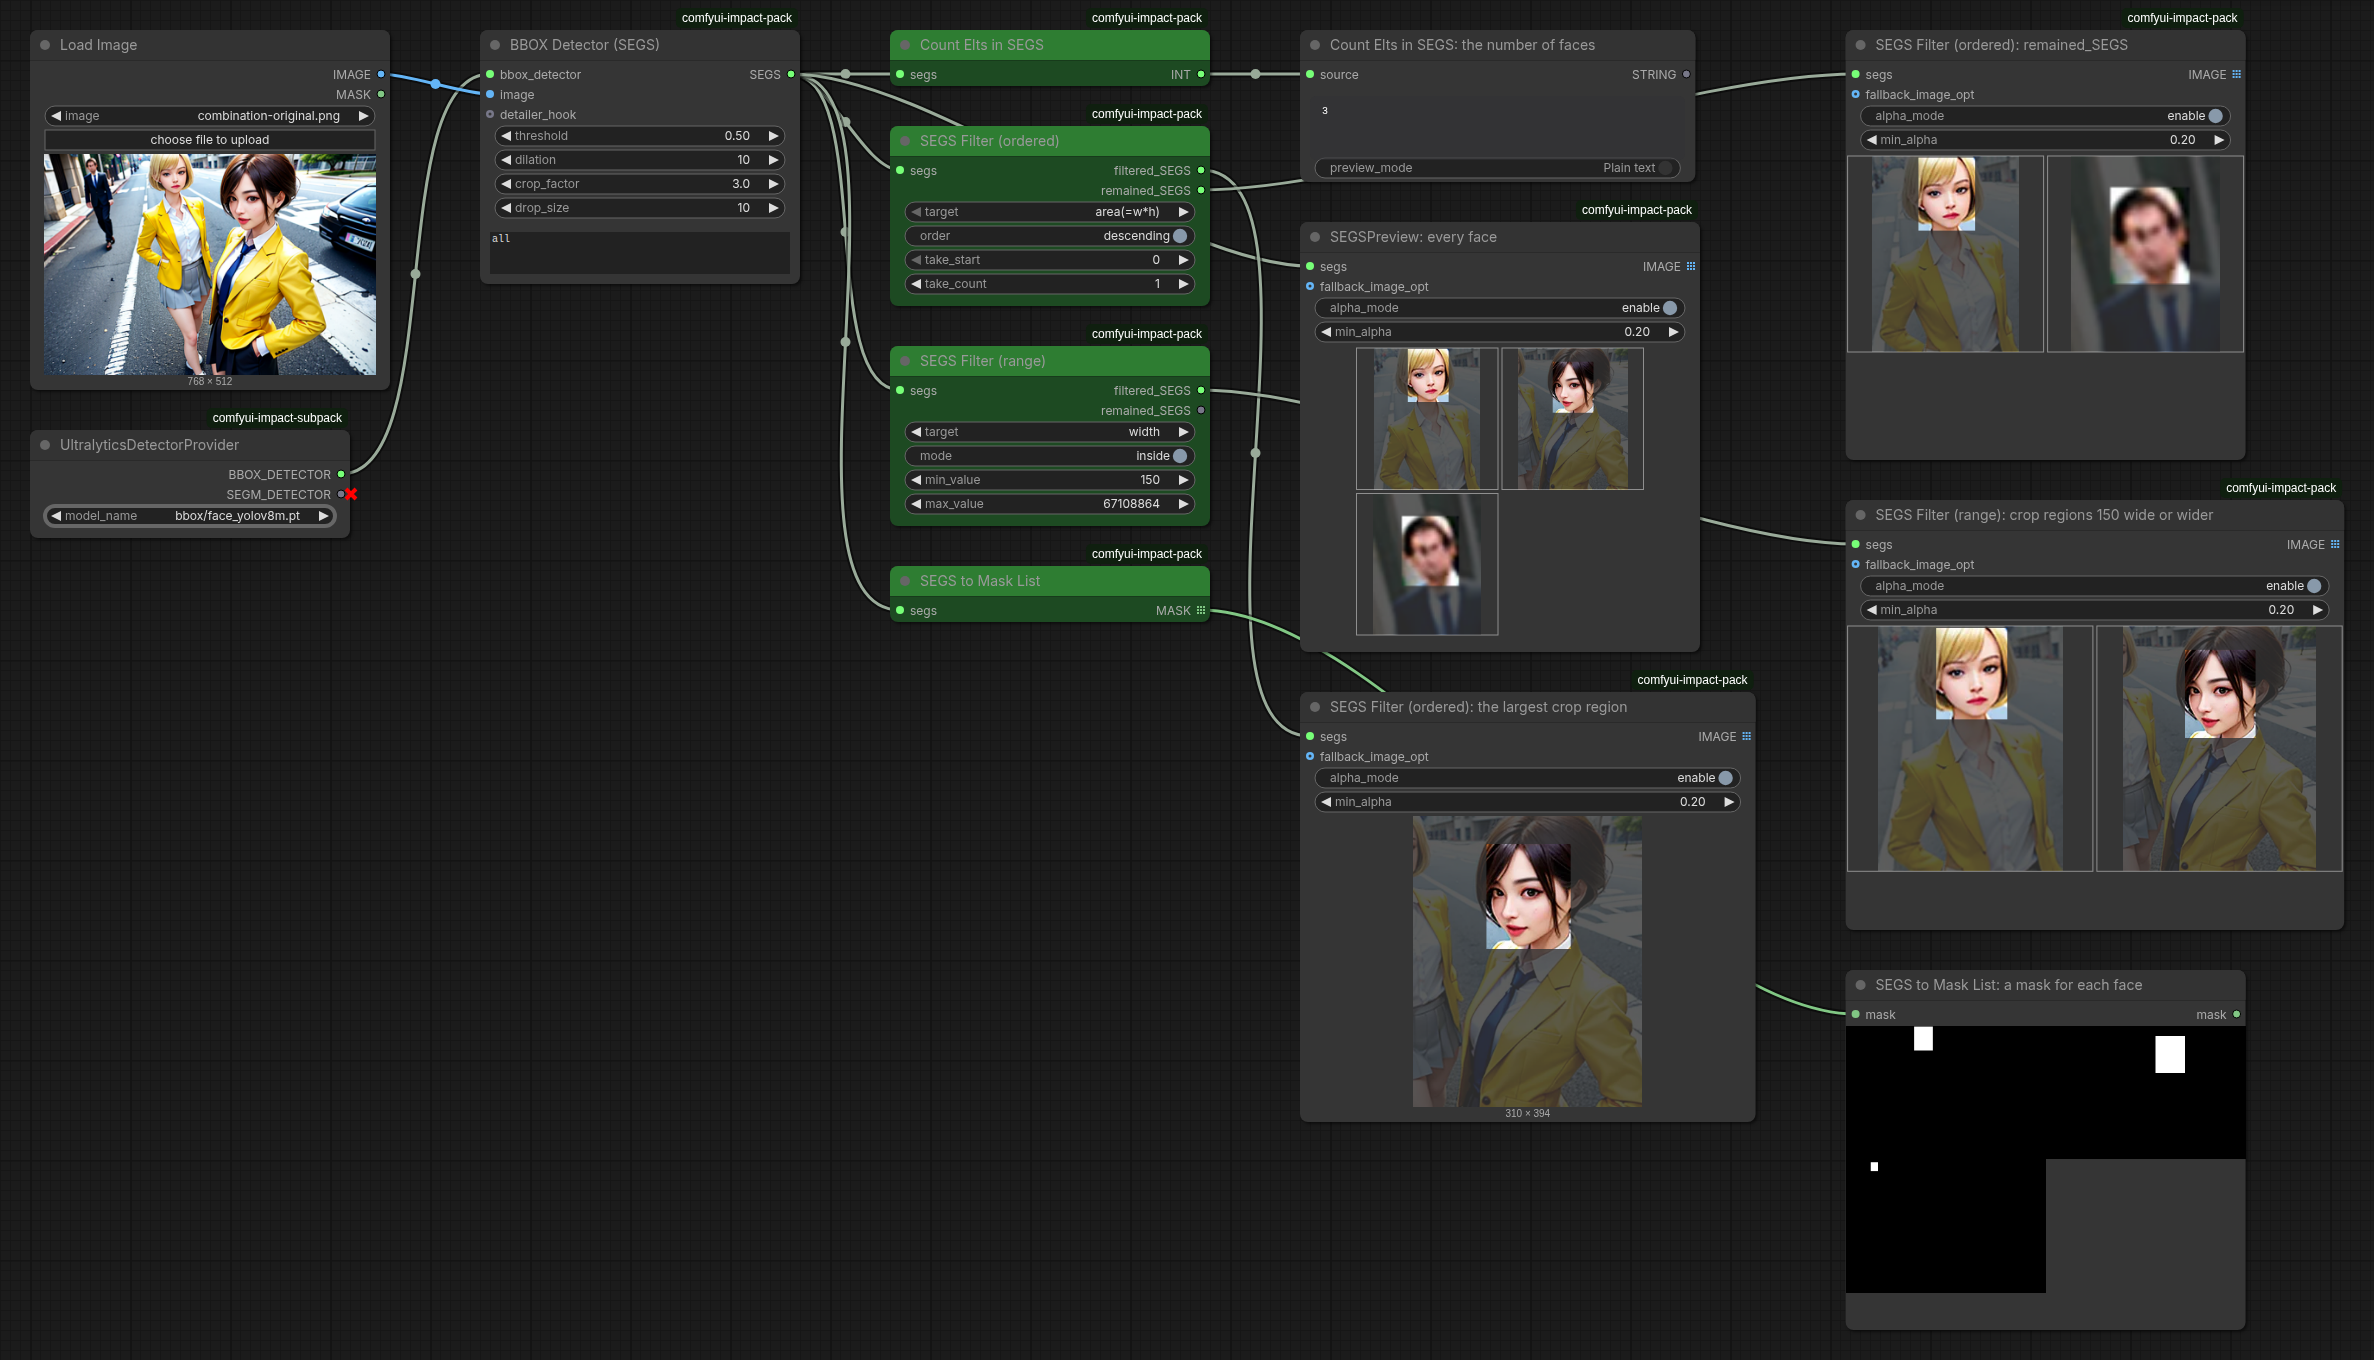 comfyui-impact-pack
comfyui-impact-pack
comfyui-impact-pack
Load Image
IMAGE
MASK
image combination-original.png
choose file to upload
768 × 512
comfyui-impact-subpack
UltralyticsDetectorProvider
BBOX_DETECTOR
SEGM_DETECTOR
model_name bbox/face_yolov8m.pt
BBOX Detector (SEGS)
bbox_detector SEGS
image
detailer_hook
threshold 0.50
dilation 10
crop_factor 3.0
drop_size 10
all
Count Elts in SEGS
segs INT
comfyui-impact-pack
SEGS Filter (ordered)
segs filtered_SEGS
remained_SEGS
target area(=w*h)
order descending
take_start 0
take_count 1
comfyui-impact-pack
SEGS Filter (range)
segs filtered_SEGS
remained_SEGS
target width
mode inside
min_value 150
max_value 67108864
comfyui-impact-pack
SEGS to Mask List
segs MASK
Count Elts in SEGS: the number of faces
source STRING
3
preview_mode Plain text
comfyui-impact-pack
SEGSPreview: every face
segs IMAGE
fallback_image_opt
alpha_mode enable
min_alpha 0.20
comfyui-impact-pack
SEGS Filter (ordered): the largest crop region
segs IMAGE
fallback_image_opt
alpha_mode enable
min_alpha 0.20
310 × 394
SEGS Filter (ordered): remained_SEGS
segs IMAGE
fallback_image_opt
alpha_mode enable
min_alpha 0.20
comfyui-impact-pack
SEGS Filter (range): crop regions 150 wide or wider
segs IMAGE
fallback_image_opt
alpha_mode enable
min_alpha 0.20
SEGS to Mask List: a mask for each face
mask mask